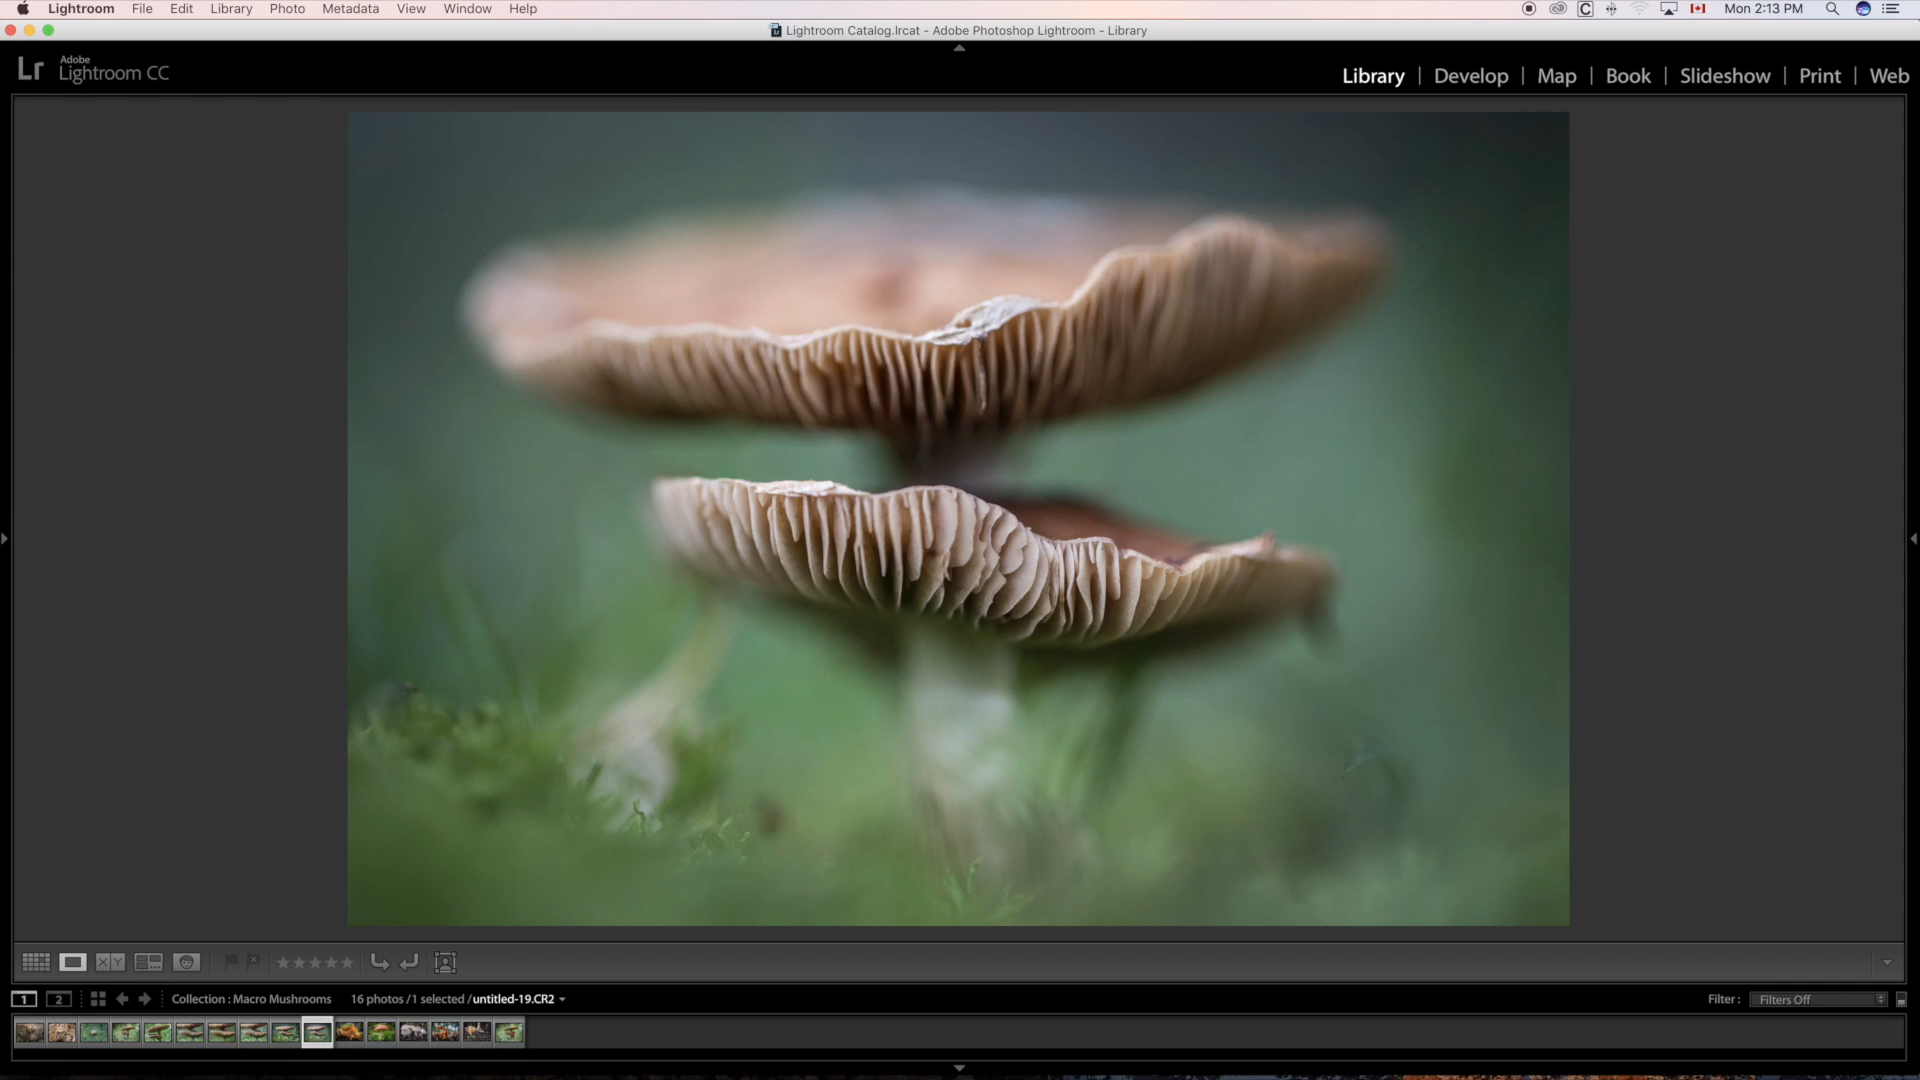 Lightroom File Edit Library Photo Metadata View Window Help Mon 2:13 PM
Lightroom Catalog.lrcat - Adobe Photoshop Lightroom - Library
Lr Adobe
Lightroom CC
Library | Develop | Map | Book | Slideshow | Print | Web
X Y
1 2 Collection : Macro Mushrooms 16 photos / 1 selected / untitled-19.CR2 Filter : Filters Off